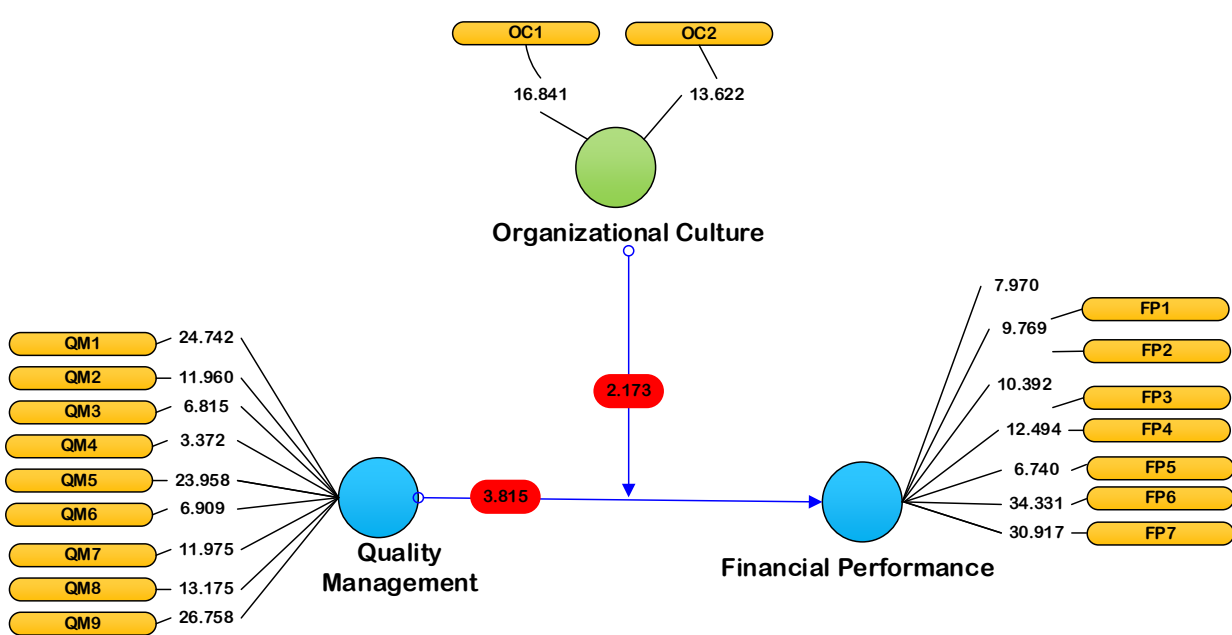 OC1 OC2
16.841 13.622
Organizational Culture
2.173
QM1 24.742
QM2 11.960
QM3 6.815
QM4 3.372
QM5 23.958
QM6 6.909
QM7 11.975
QM8 13.175
QM9 26.758
Quality
Management
3.815
7.970
FP1
9.769
FP2
10.392
FP3
12.494 FP4
6.740 FP5
34.331 FP6
30.917 FP7
Financial Performance